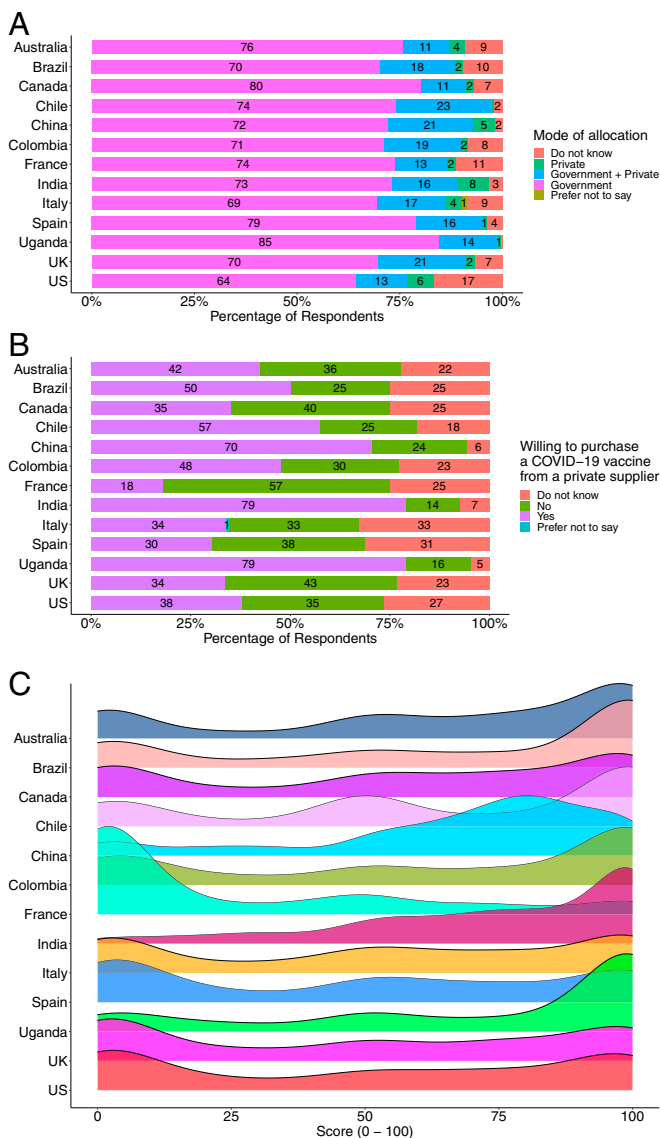 A
Australia 76 11 4 9
Brazil 70 18 2 10
Canada 80 11 2 7
Chile 74 23 2
China 72 21 5 2
Colombia 71 19 2 8
France 74 13 2 11
India 73 16 8 3
Italy 69 17 4 1 9
Spain 79 16 1 4
Uganda 85 14 1
UK 70 21 2 7
US 64 13 6 17
0% 25% 50% 75% 100%
Percentage of Respondents
Mode of allocation
Do not know
Private
Government + Private
Government
Prefer not to say
B
Australia 42 36 22
Brazil 50 25 25
Canada 35 40 25
Chile 57 25 18
China 70 24 6
Colombia 48 30 23
France 18 57 25
India 79 14 7
Italy 34 1 33 33
Spain 30 38 31
Uganda 79 16 5
UK 34 43 23
US 38 35 27
0% 25% 50% 75% 100%
Percentage of Respondents
Willing to purchase
a COVID−19 vaccine
from a private supplier
Do not know
No
Yes
Prefer not to say
C
Australia
Brazil
Canada
Chile
China
Colombia
France
India
Italy
Spain
Uganda
UK
US
0 25 50 75 100
Score (0 − 100)